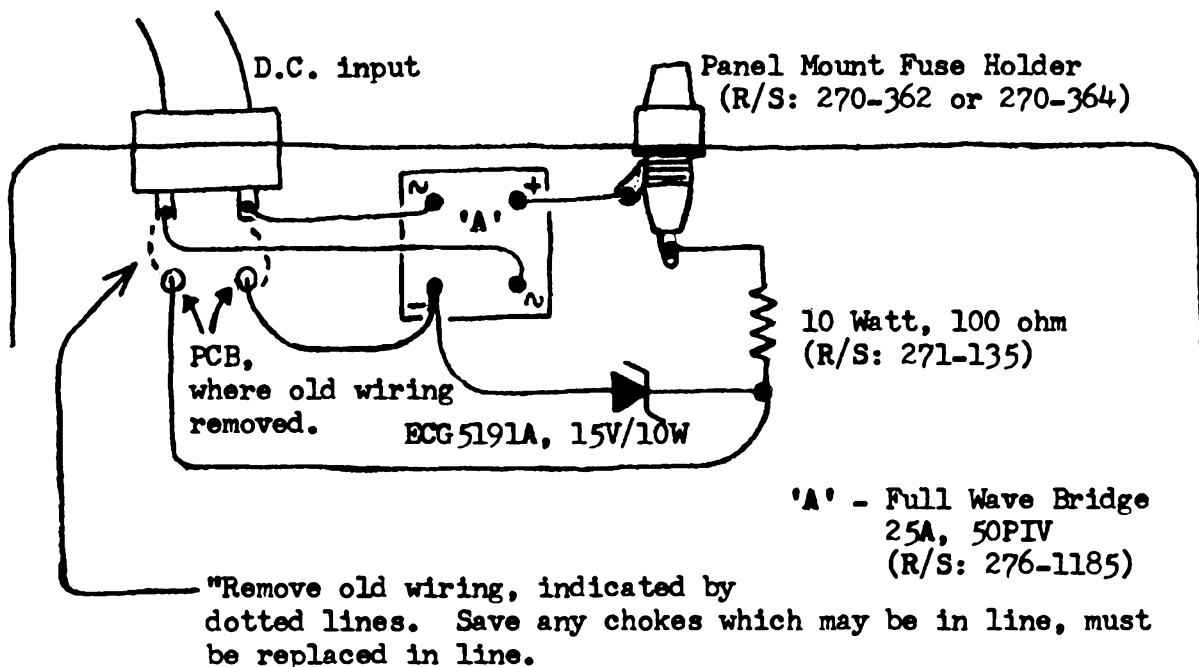 D.C. input
Panel Mount Fuse Holder
(R/S: 270-362 or 270-364)
~
+
'A'
-
~
PCB,
where old wiring
removed.
10 Watt, 100 ohm
(R/S: 271-135)
ECG5191A, 15V/10W
'A' - Full Wave Bridge
25A, 50PIV
(R/S: 276-1185)
"Remove old wiring, indicated by
dotted lines. Save any chokes which may be in line, must
be replaced in line.